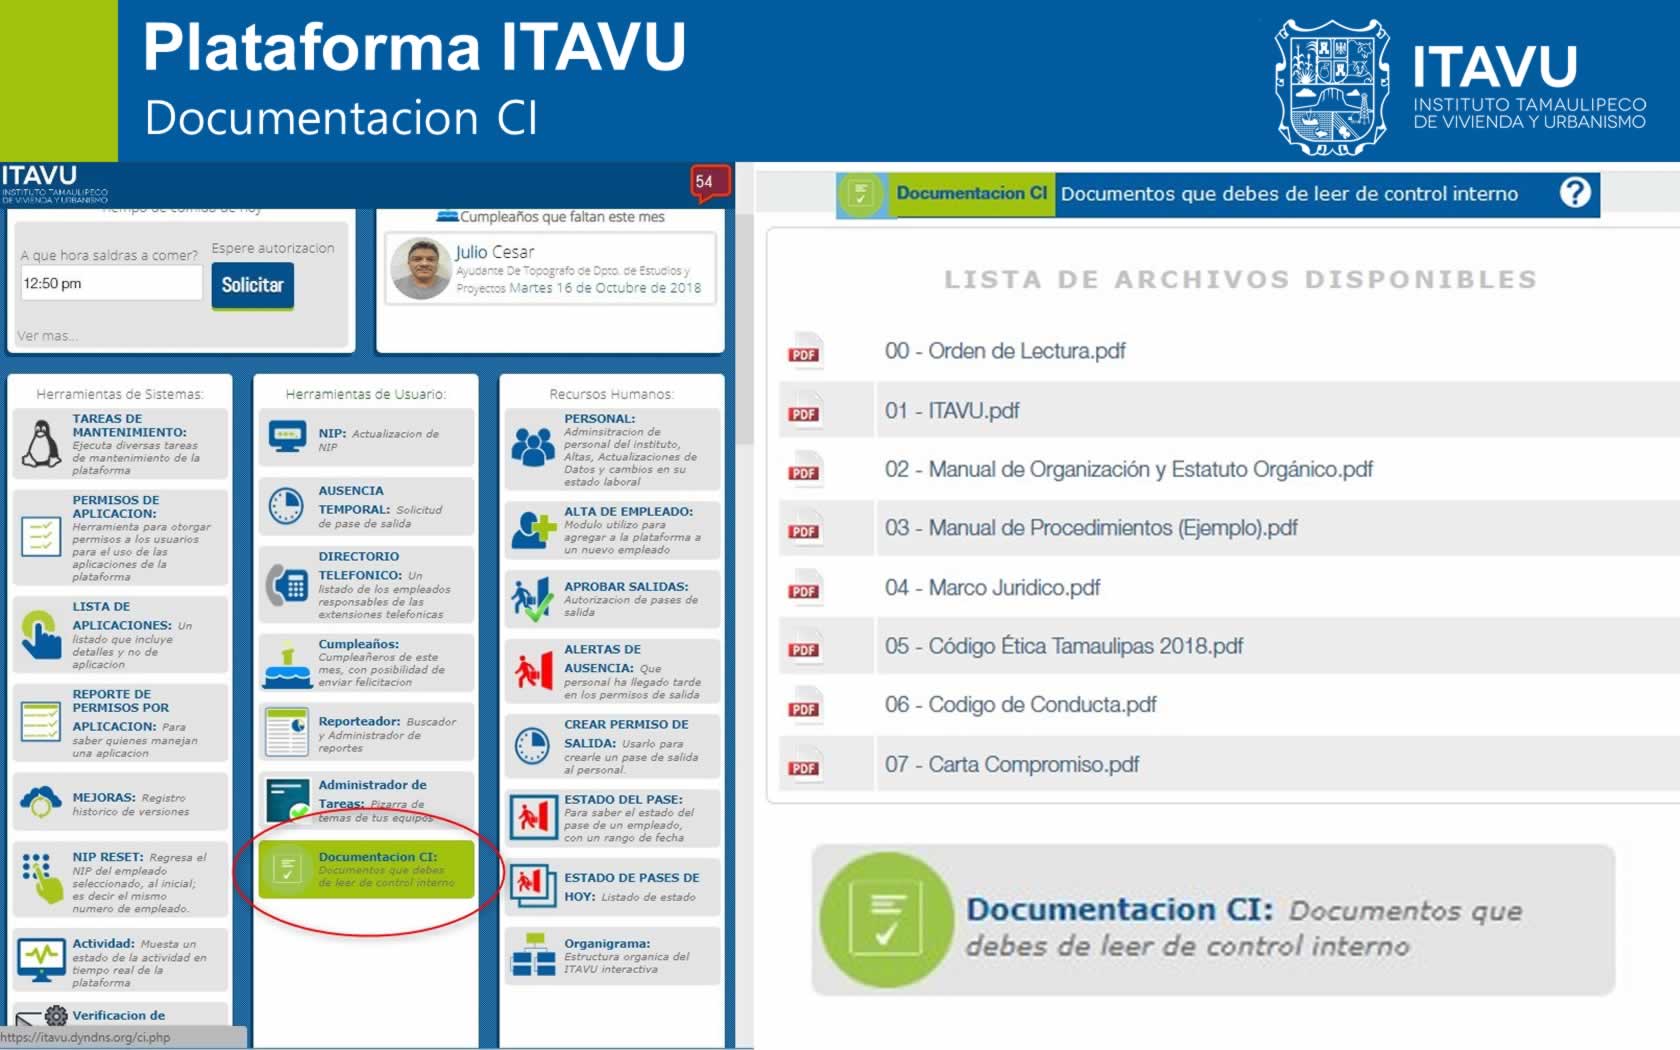 Plataforma ITAVU
Documentacion CI
ITAVU
INSTITUTO TAMAULIPECO
DE VIVIENDA Y URBANISMO
ITAVU
INSTITUTO TAMAULIPECO
DE VIVIENDA Y URBANISMO
54
Tiempo de comida de hoy
A que hora saldras a comer?
Espere autorizacion
12:50 pm
Solicitar
Ver mas...
Cumpleaños que faltan este mes
Julio Cesar
Ayudante De Topografo de Dpto. de Estudios y
Proyectos Martes 16 de Octubre de 2018
Herramientas de Sistemas:
TAREAS DE
MANTENIMIENTO:
Ejecuta diversas tareas
de mantenimiento de la
plataforma
PERMISOS DE
APLICACION:
Herramienta para otorgar
permisos a los usuarios
para el uso de las
aplicaciones de la
plataforma
LISTA DE
APLICACIONES: Un
listado que incluye
detalles y no de
aplicacion
REPORTE DE
PERMISOS POR
APLICACION: Para
saber quienes manejan
una aplicacion
MEJORAS: Registro
historico de versiones
NIP RESET: Regresa el
NIP del empleado
seleccionado, al inicial;
es decir el mismo
numero de empleado.
Actividad: Muesta un
estado de la actividad en
tiempo real de la
plataforma
Verificacion de
https://itavu.dyndns.org/ci.php
Herramientas de Usuario:
NIP: Actualizacion de
NIP
AUSENCIA
TEMPORAL: Solicitud
de pase de salida
DIRECTORIO
TELEFONICO: Un
listado de los empleados
responsables de las
extensiones telefonicas
Cumpleaños:
Cumpleañeros de este
mes, con posibilidad de
enviar felicitacion
Reporteador: Buscador
y Administrador de
reportes
Administrador de
Tareas: Pizarra de
temas de tus equipos
Documentacion CI:
Documentos que debes
de leer de control interno
Recursos Humanos:
PERSONAL:
Adminsitracion de
personal del instituto,
Altas, Actualizaciones de
Datos y cambios en su
estado laboral
ALTA DE EMPLEADO:
Modulo utilizo para
agregar a la plataforma a
un nuevo empleado
APROBAR SALIDAS:
Autorizacion de pases de
salida
ALERTAS DE
AUSENCIA: Que
personal ha llegado tarde
en los permisos de salida
CREAR PERMISO DE
SALIDA: Usarlo para
crearle un pase de salida
al personal.
ESTADO DEL PASE:
Para saber el estado del
pase de un empleado,
con un rango de fecha
ESTADO DE PASES DE
HOY: Listado de estado
Organigrama:
Estructura organica del
ITAVU interactiva
Documentacion CI Documentos que debes de leer de control interno ?
LISTA DE ARCHIVOS DISPONIBLES
PDF 00 - Orden de Lectura.pdf
PDF 01 - ITAVU.pdf
PDF 02 - Manual de Organización y Estatuto Orgánico.pdf
PDF 03 - Manual de Procedimientos (Ejemplo).pdf
PDF 04 - Marco Juridico.pdf
PDF 05 - Código Ética Tamaulipas 2018.pdf
PDF 06 - Codigo de Conducta.pdf
PDF 07 - Carta Compromiso.pdf
Documentacion CI: Documentos que
debes de leer de control interno